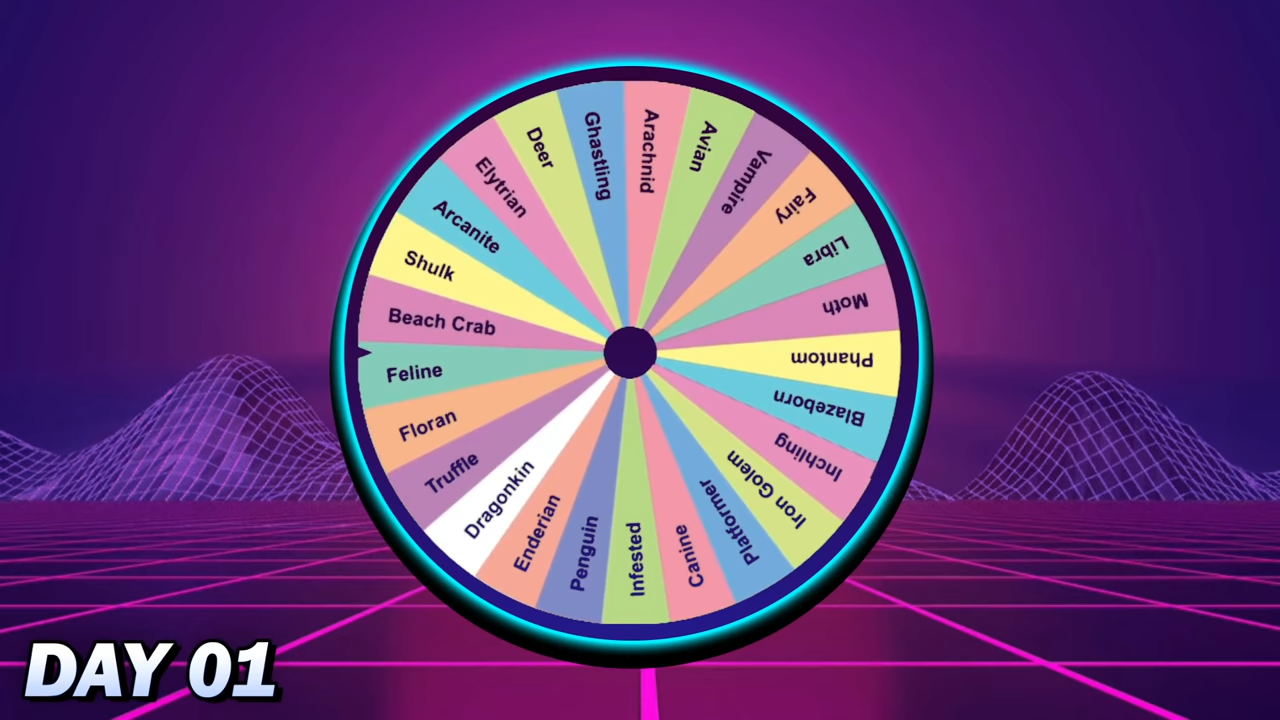 Ghastling
Arachnid
Avian
Vampire
Fairy
Libra
Moth
Phantom
Blazeborn
Inchling
Iron Golem
Platformer
Canine
Infested
Penguin
Enderian
Dragonkin
Truffle
Floran
Feline
Beach Crab
Shulk
Arcanite
Elytrian
Deer
DAY 01